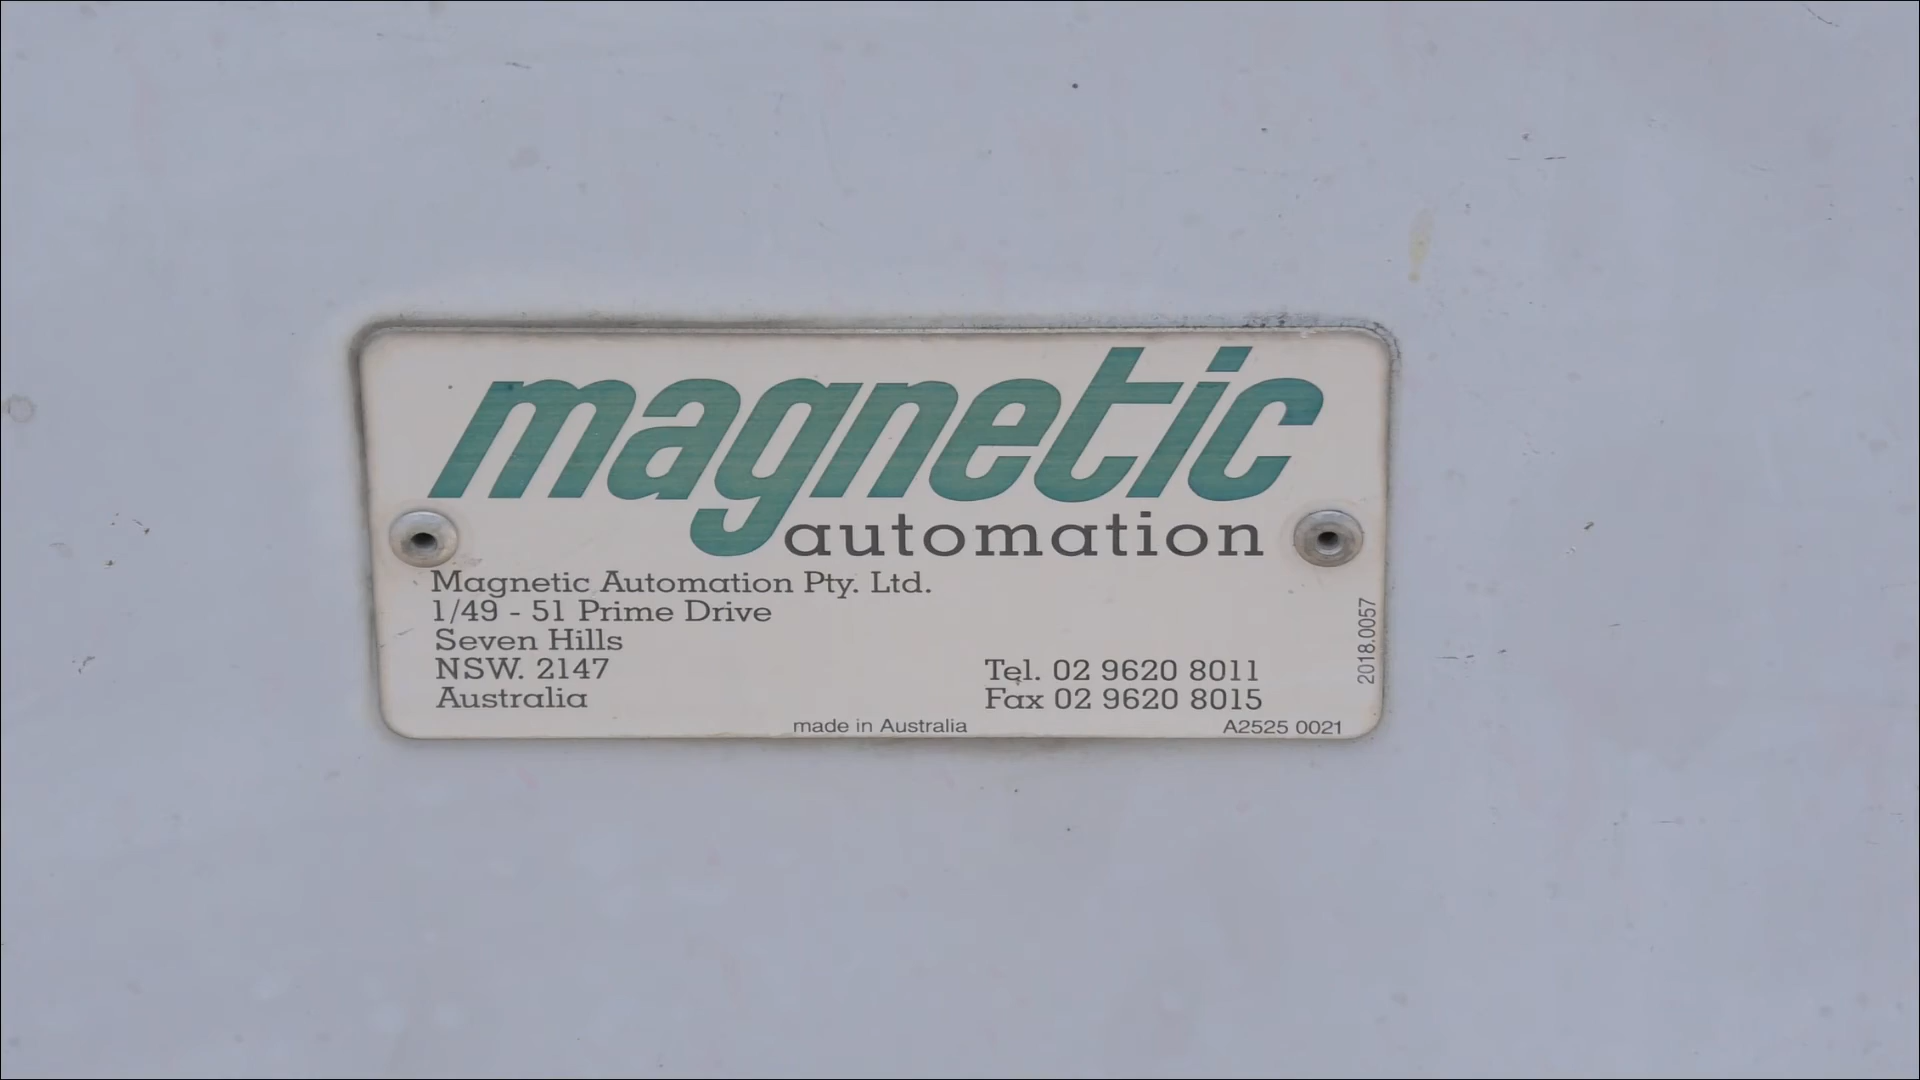 magnetic
automation
Magnetic Automation Pty. Ltd.
1/49 - 51 Prime Drive
Seven Hills
NSW. 2147
Australia
Tel. 02 9620 8011
Fax 02 9620 8015
made in Australia
A2525 0021
2018.0057